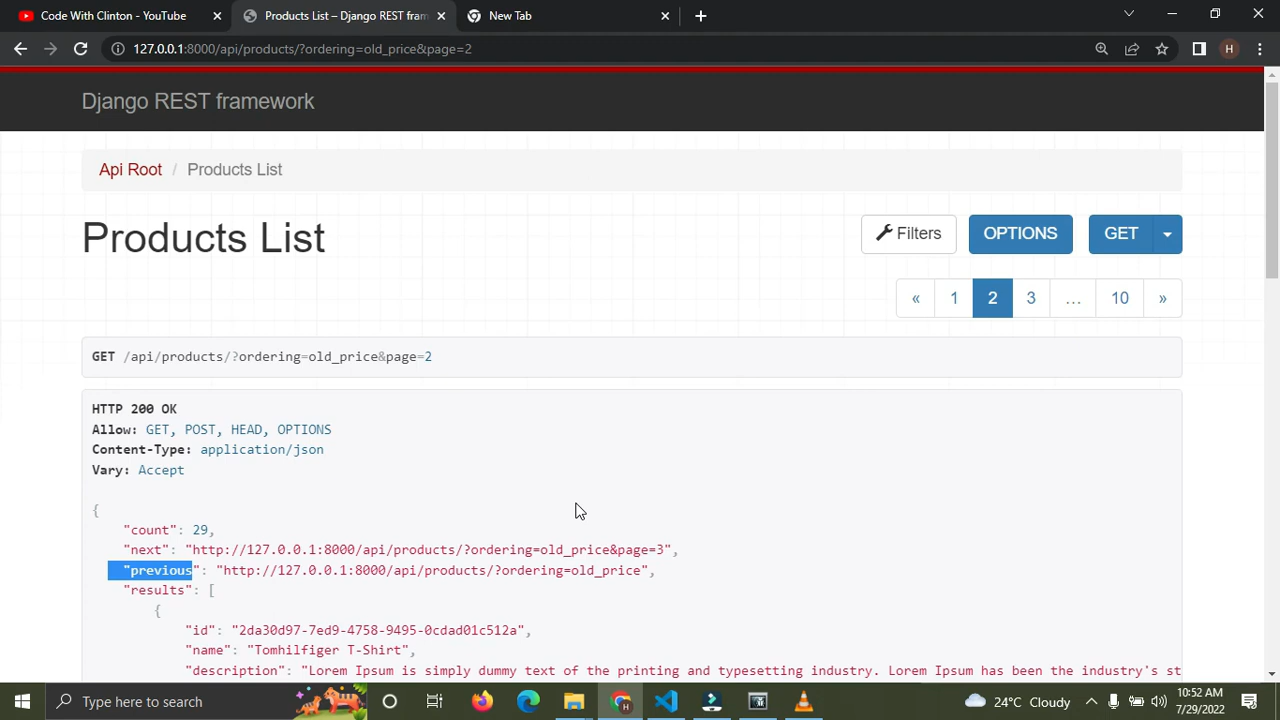 Code With Clinton - YouTube
Products List – Django REST fram
New Tab
127.0.0.1:8000/api/products/?ordering=old_price&page=2
H
Django REST framework
Api Root / Products List
Products List
Filters
OPTIONS
GET
« 1 2 3 … 10 »
GET /api/products/?ordering=old_price&page=2
HTTP 200 OK
Allow: GET, POST, HEAD, OPTIONS
Content-Type: application/json
Vary: Accept
{
"count": 29,
"next": "http://127.0.0.1:8000/api/products/?ordering=old_price&page=3",
"previous": "http://127.0.0.1:8000/api/products/?ordering=old_price",
"results": [
{
"id": "2da30d97-7ed9-4758-9495-0cdad01c512a",
"name": "Tomhilfiger T-Shirt",
"description": "Lorem Ipsum is simply dummy text of the printing and typesetting industry. Lorem Ipsum has been the industry's st
Type here to search
24°C Cloudy
10:52 AM
7/29/2022